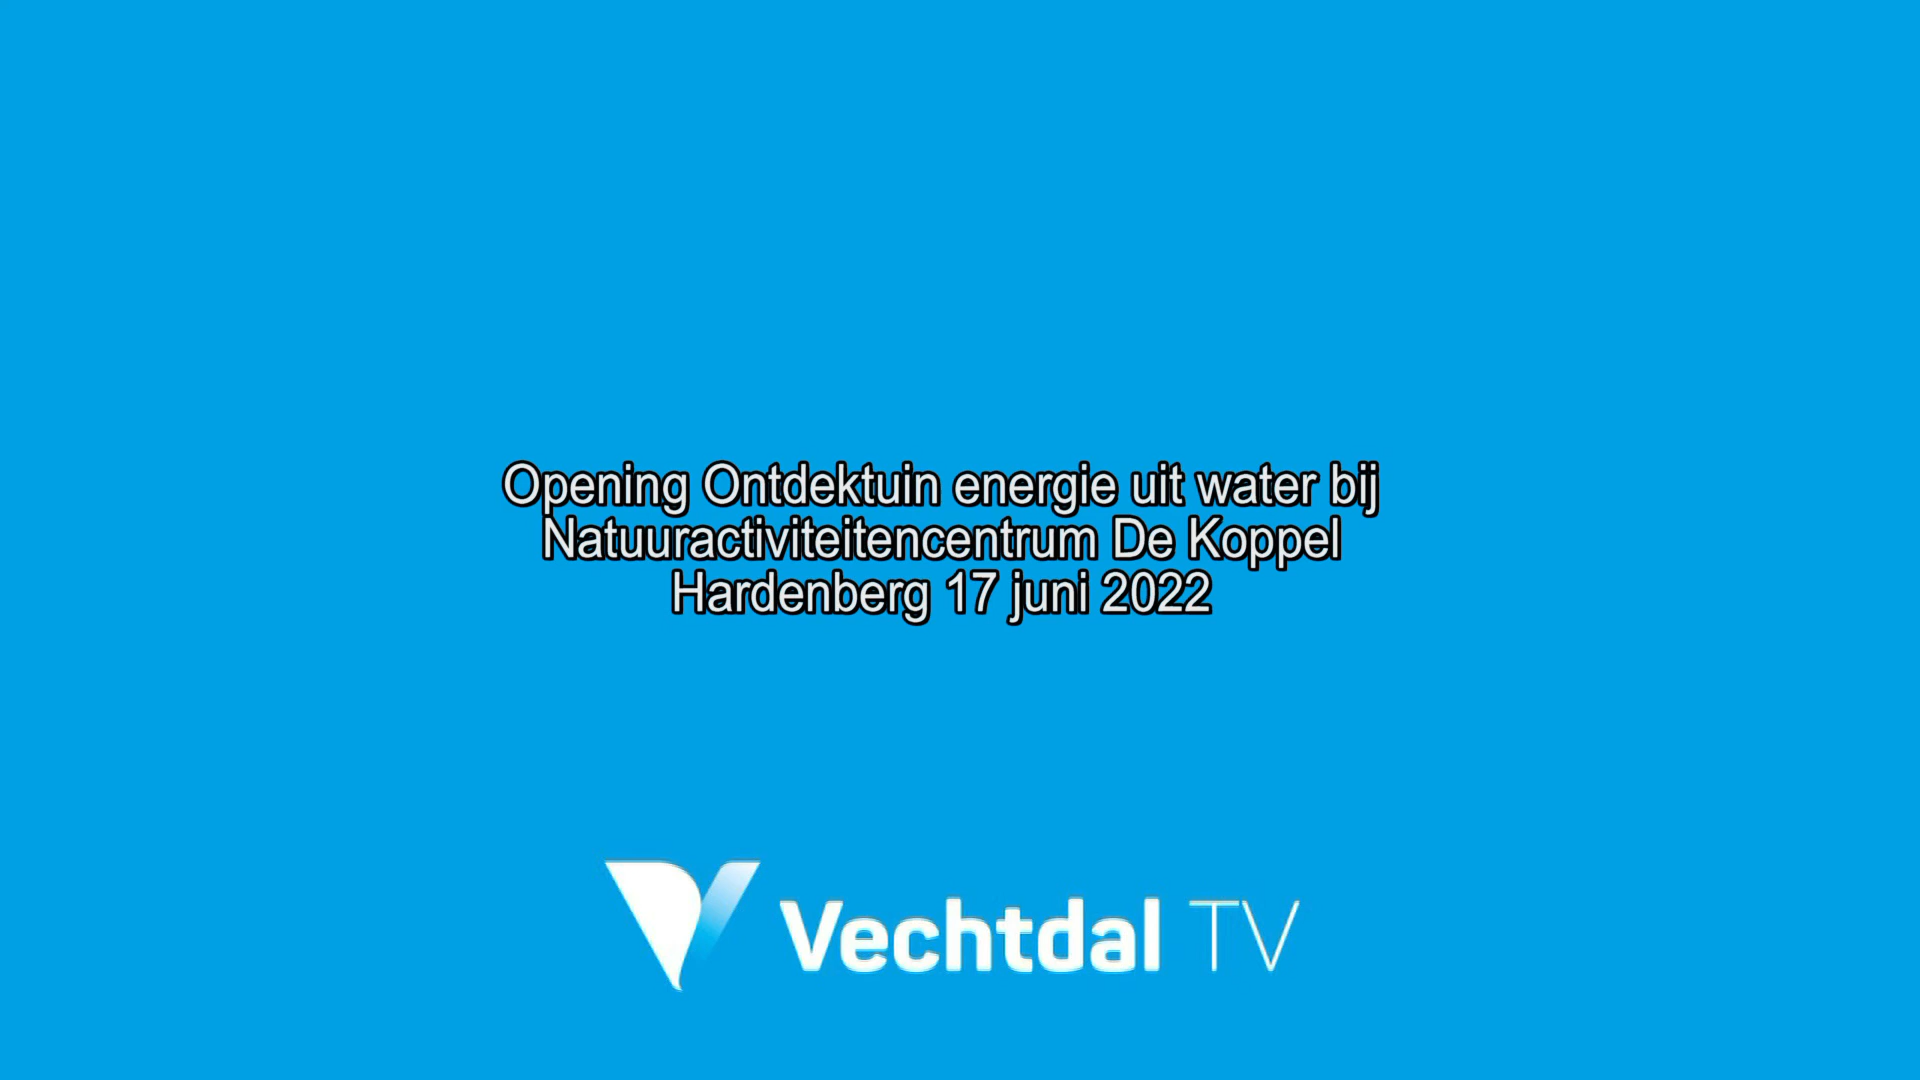 Opening Ontdektuin energie uit water bij
Natuuractiviteitencentrum De Koppel
Hardenberg 17 juni 2022
Vechtdal TV